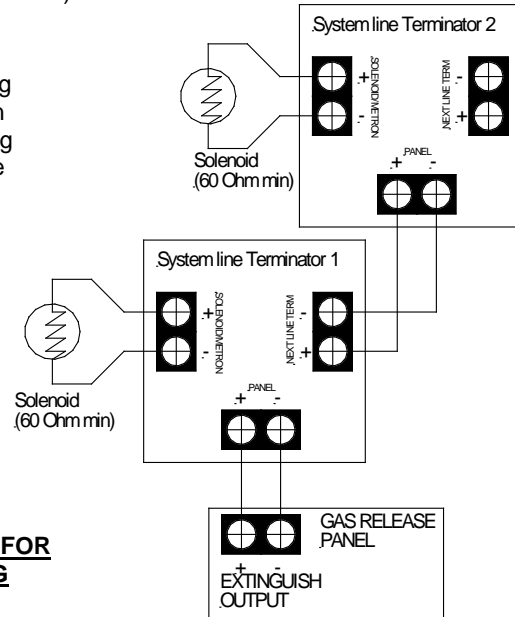 )
g
n
g
e
System line Terminator 2
+
-
SOLENOID/METRON
-
+
NEXT LINE TERM
PANEL
+ -
Solenoid
(60 Ohm min)
System line Terminator 1
+
-
SOLENOID/METRON
-
+
NEXT LINE TERM
PANEL
+ -
Solenoid
(60 Ohm min)
FOR
G
GAS RELEASE
PANEL
+ -
EXTINGUISH
OUTPUT